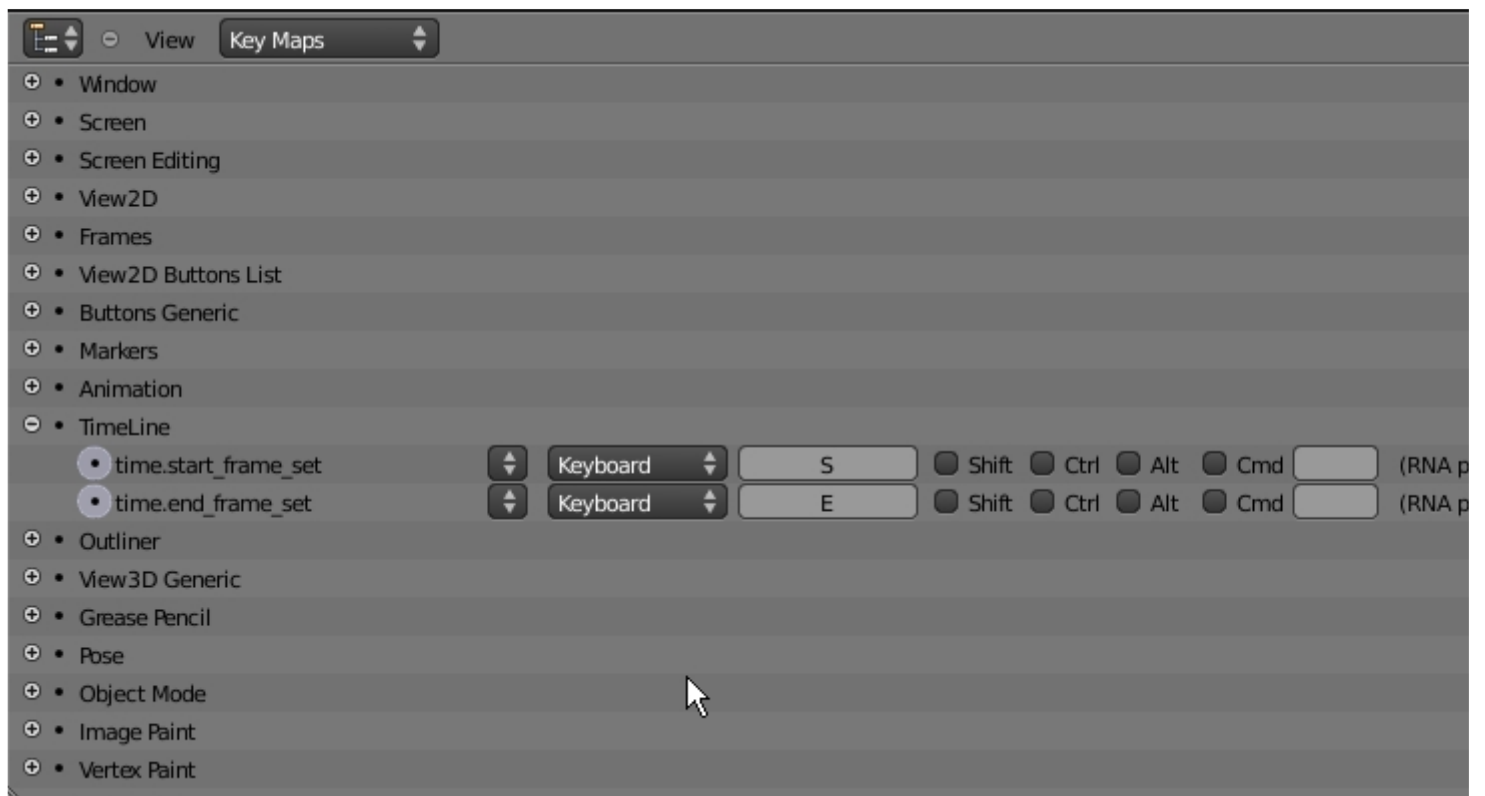 View Key Maps
Window
Screen
Screen Editing
View2D
Frames
View2D Buttons List
Buttons Generic
Markers
Animation
TimeLine
time.start_frame_set Keyboard S Shift Ctrl Alt Cmd (RNA p
time.end_frame_set Keyboard E Shift Ctrl Alt Cmd (RNA p
Outliner
View3D Generic
Grease Pencil
Pose
Object Mode
Image Paint
Vertex Paint